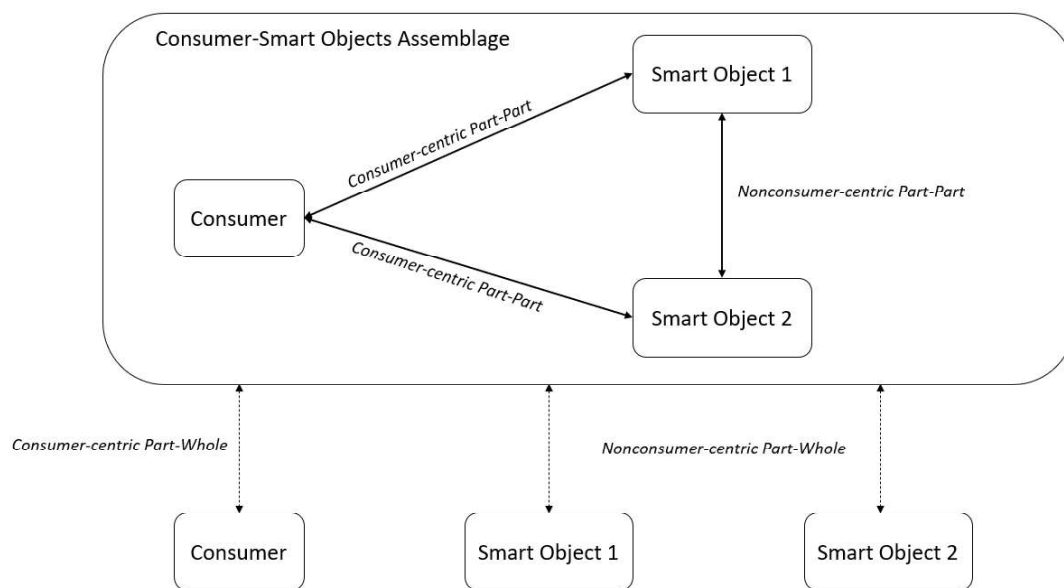 Consumer-Smart Objects Assemblage
Smart Object 1
Consumer-centric Part-Part
Nonconsumer-centric Part-Part
Consumer
Consumer-centric Part-Part
Smart Object 2
Consumer-centric Part-Whole
Nonconsumer-centric Part-Whole
Consumer
Smart Object 1
Smart Object 2